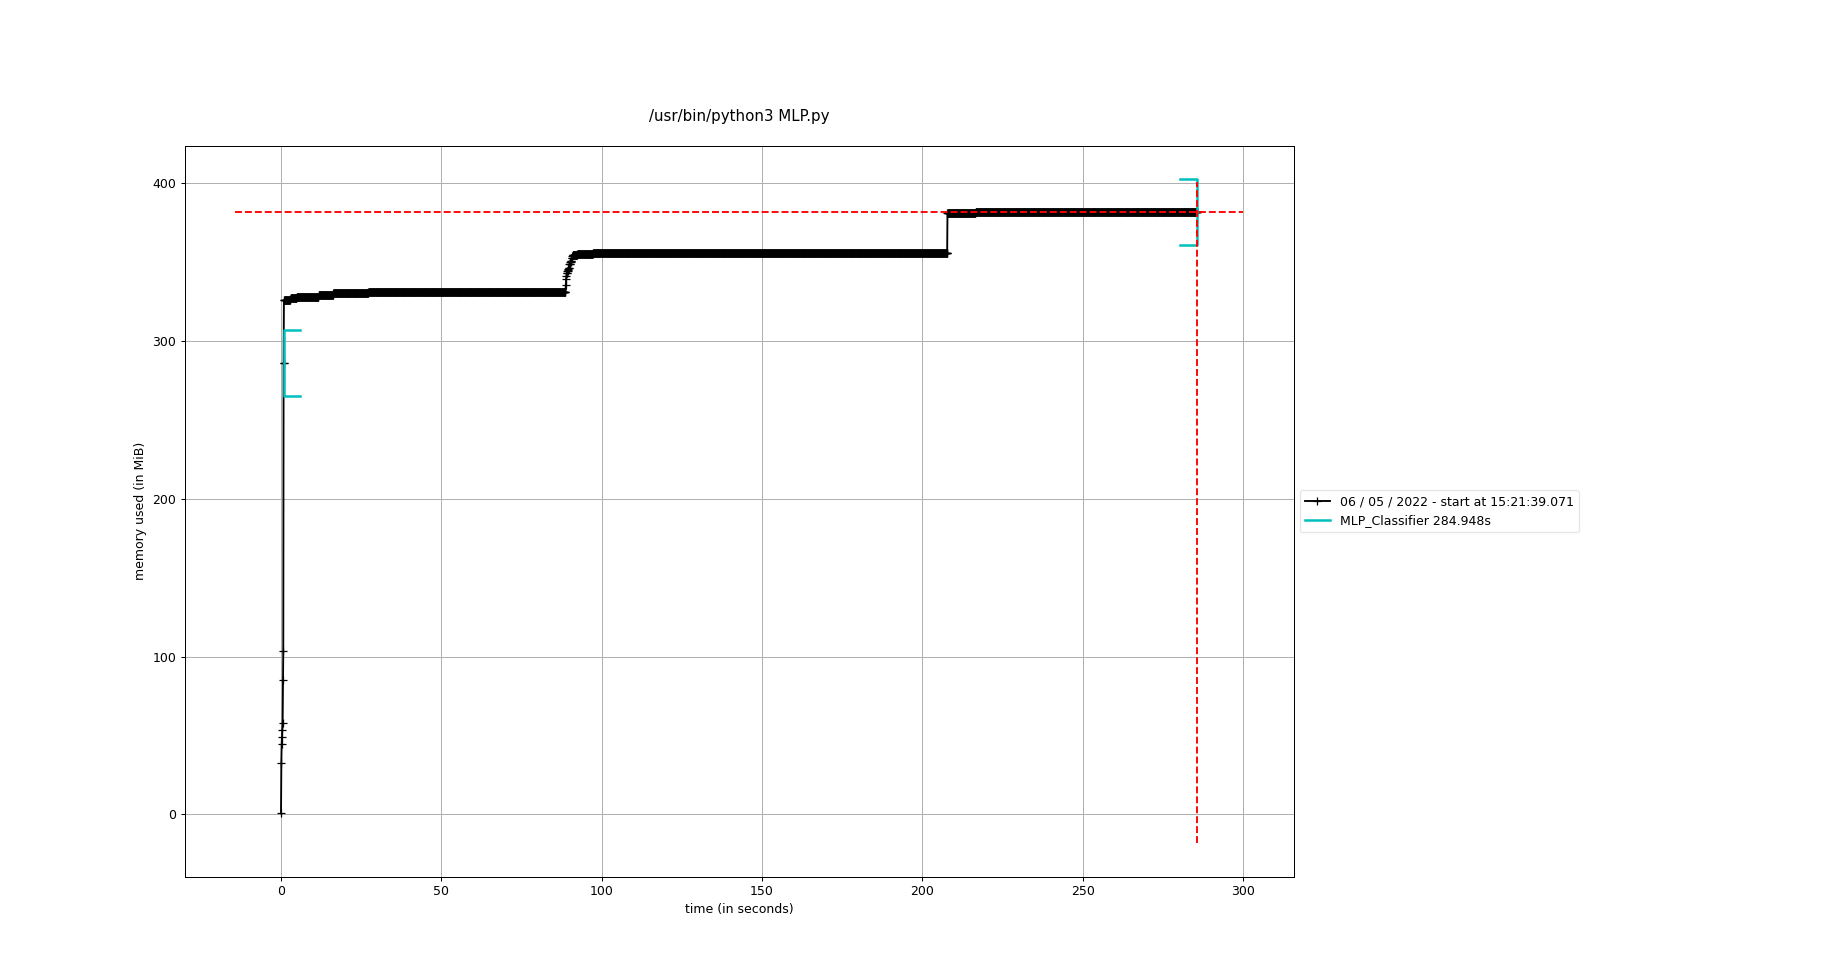 /usr/bin/python3 MLP.py
400
300
200
100
0
memory used (in MiB)
0 50 100 150 200 250 300
time (in seconds)
06 / 05 / 2022 - start at 15:21:39.071
MLP_Classifier 284.948s